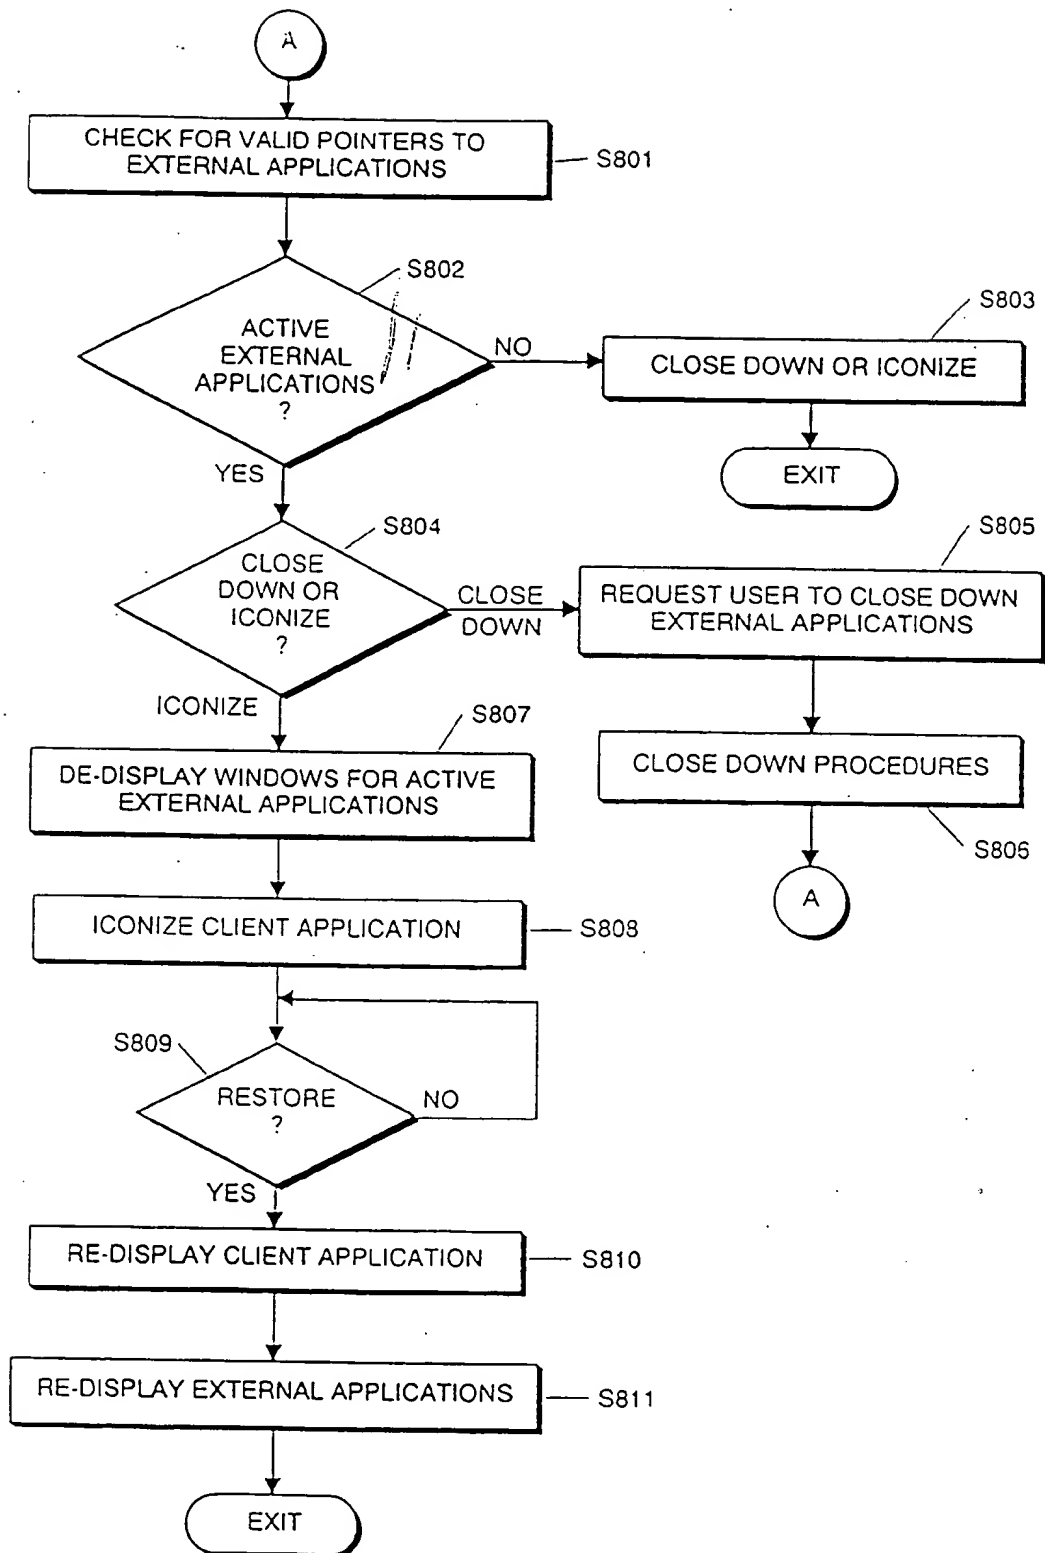 A
CHECK FOR VALID POINTERS TO
EXTERNAL APPLICATIONS
S801
S802
ACTIVE
EXTERNAL
APPLICATIONS
?
NO
S803
CLOSE DOWN OR ICONIZE
EXIT
YES
S804
CLOSE
DOWN OR
ICONIZE
?
CLOSE
DOWN
S805
REQUEST USER TO CLOSE DOWN
EXTERNAL APPLICATIONS
ICONIZE
S807
DE-DISPLAY WINDOWS FOR ACTIVE
EXTERNAL APPLICATIONS
CLOSE DOWN PROCEDURES
S806
A
ICONIZE CLIENT APPLICATION
S808
S809
RESTORE
?
NO
YES
RE-DISPLAY CLIENT APPLICATION
S810
RE-DISPLAY EXTERNAL APPLICATIONS
S811
EXIT